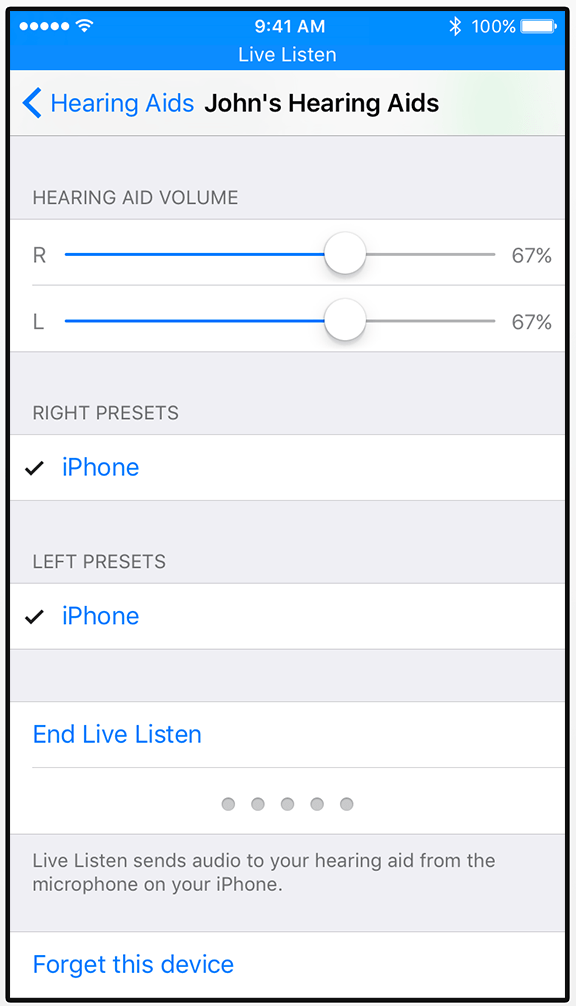 9:41 AM 100%
Live Listen
Hearing Aids John's Hearing Aids
HEARING AID VOLUME
R 67%
L 67%
RIGHT PRESETS
iPhone
LEFT PRESETS
iPhone
End Live Listen
Live Listen sends audio to your hearing aid from the
microphone on your iPhone.
Forget this device